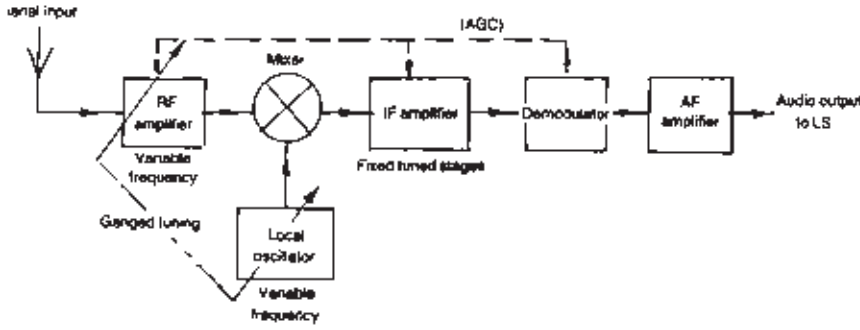 input
(AGC)
Mixer
RF
amplifier
IF amplifier
Demodulator
AF
amplifier
Audio output
to LS
Variable
frequency
Fixed tuned stages
Ganged tuning
Local
oscillator
Variable
frequency